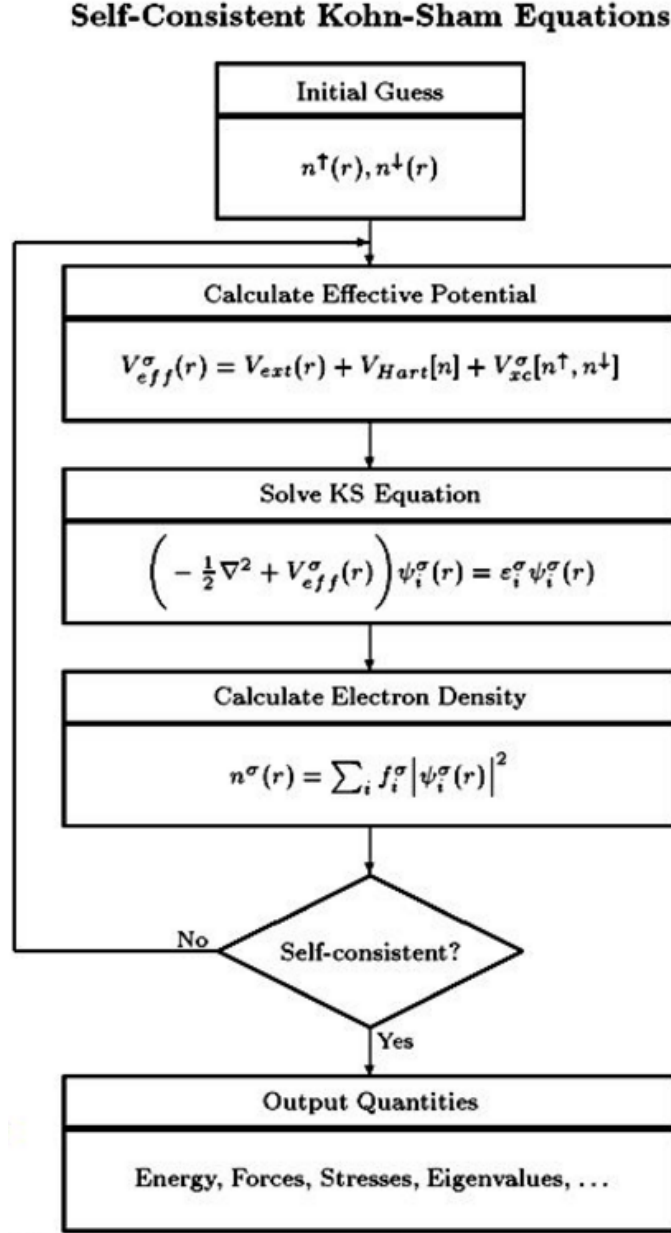 Self-Consistent Kohn-Sham Equations
Initial Guess
n↑(r), n↓(r)
Calculate Effective Potential
V^σ_eff(r) = V_ext(r) + V_Hart[n] + V^σ_xc[n↑, n↓]
Solve KS Equation
( − ½∇² + V^σ_eff(r) ) ψ^σ_i(r) = ε^σ_i ψ^σ_i(r)
Calculate Electron Density
n^σ(r) = ∑_i f^σ_i |ψ^σ_i(r)|²
No
Self-consistent?
Yes
Output Quantities
Energy, Forces, Stresses, Eigenvalues, …